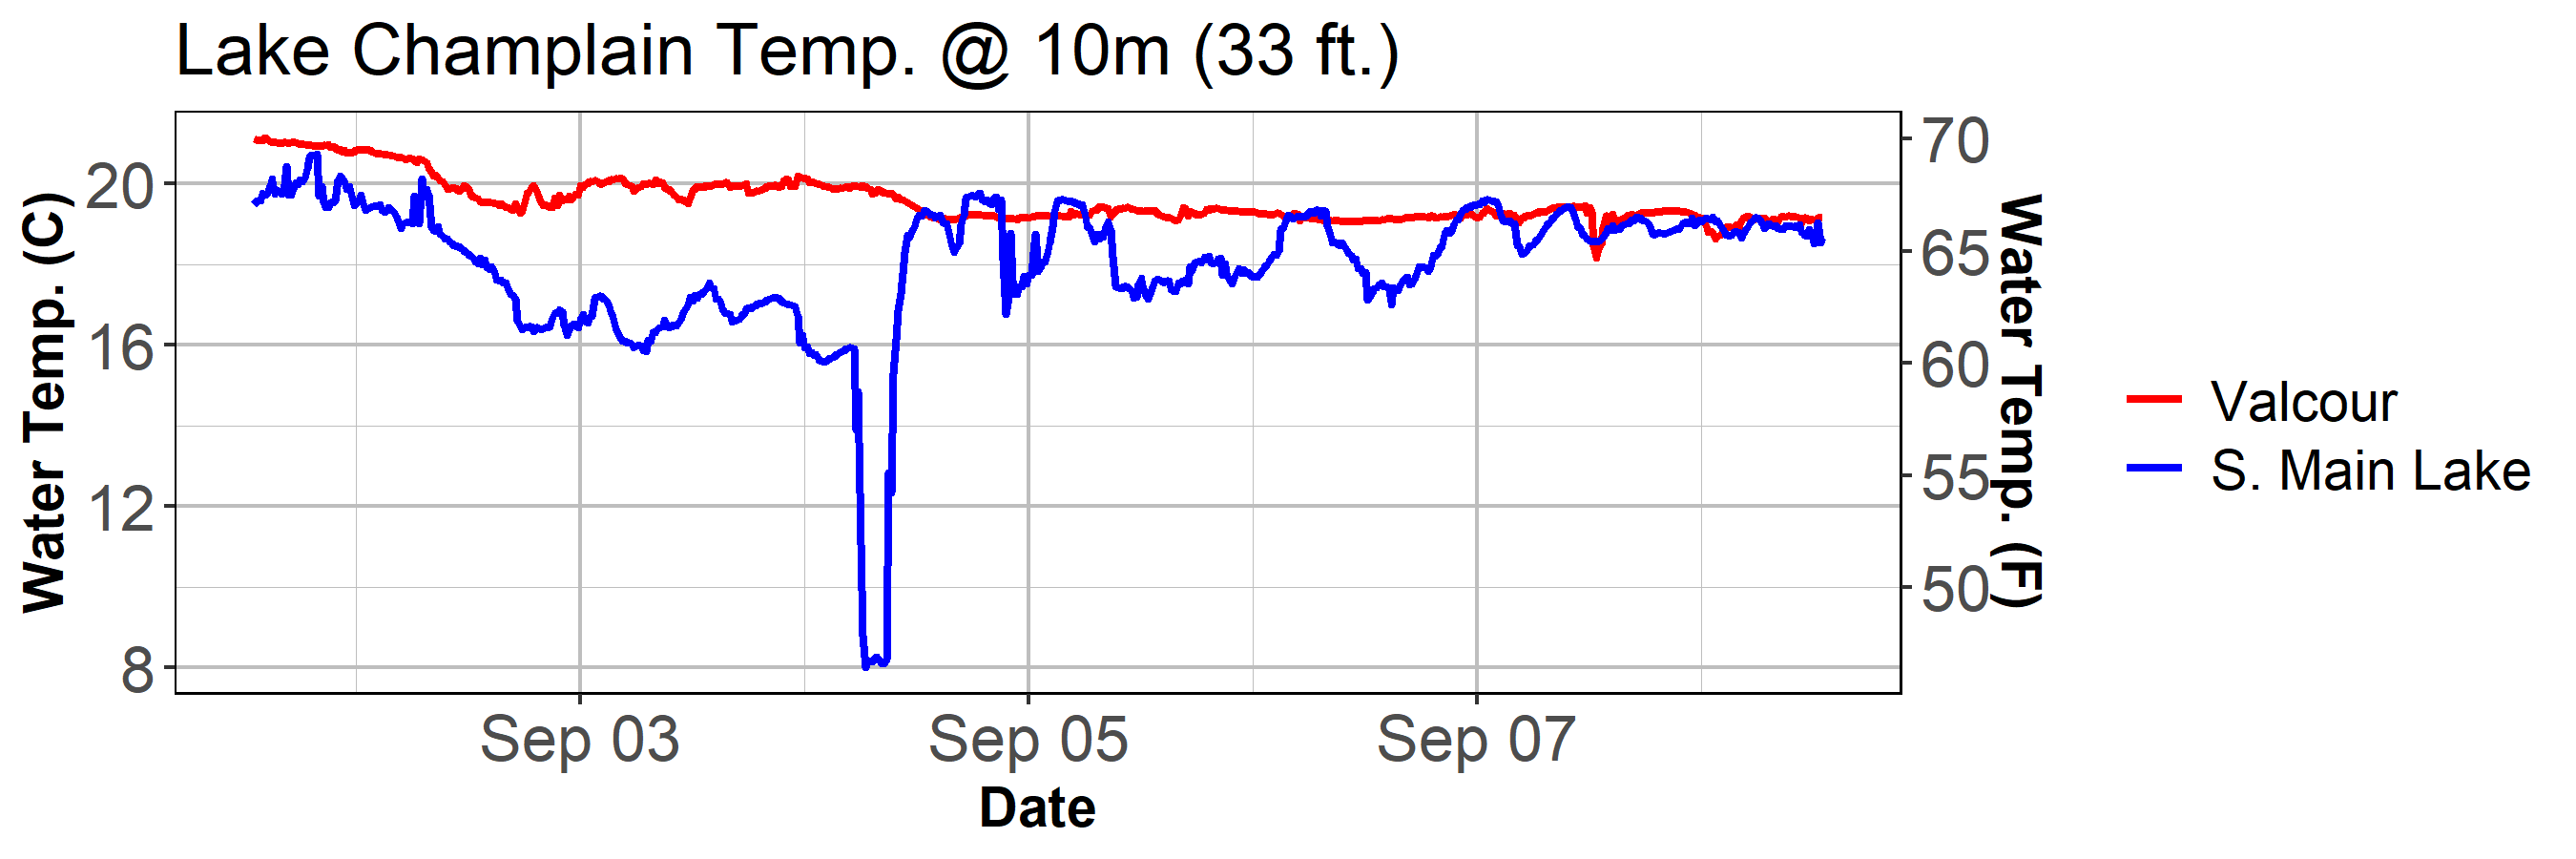 Lake Champlain Temp. @ 10m (33 ft.)
Water Temp. (C)
20
16
12
8
70
65
60
55
50
Water Temp. (F)
Valcour
S. Main Lake
Sep 03
Sep 05
Sep 07
Date